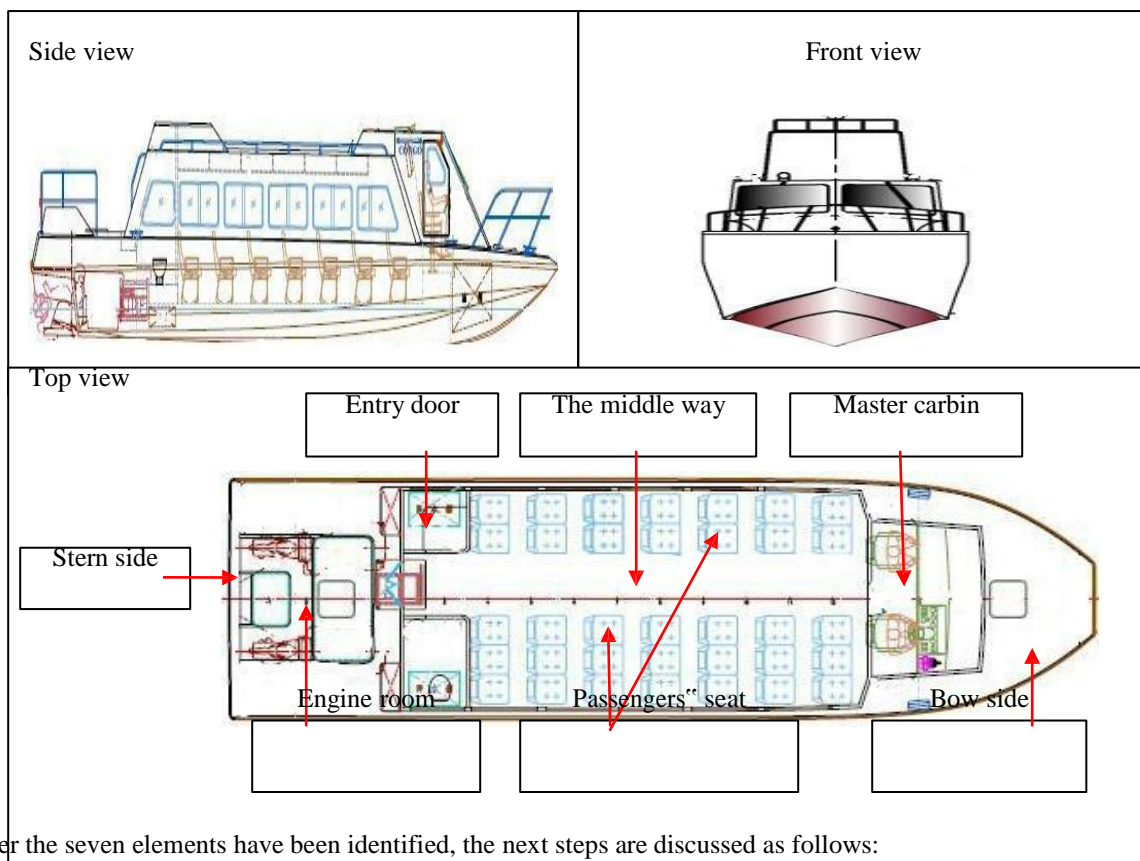 Side view
Front view
Top view
Entry door
The middle way
Master carbin
Stern side
Engine room
Passengers‟ seat
Bow side
er the seven elements have been identified, the next steps are discussed as follows: